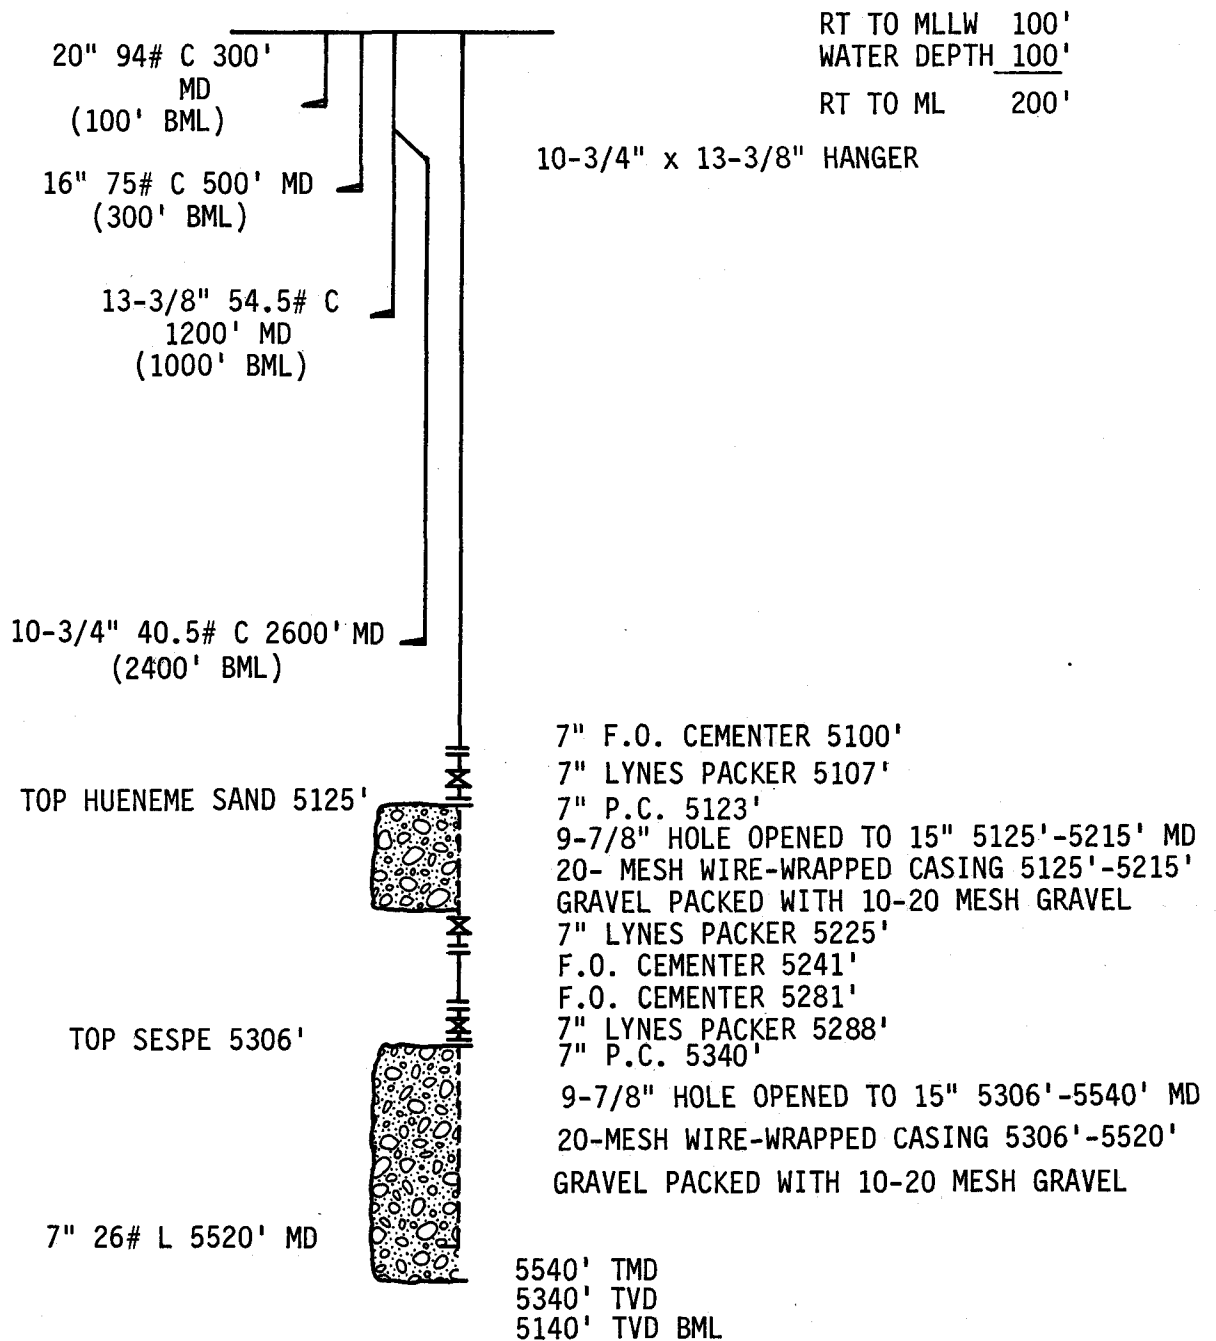 RT TO MLLW 100'
WATER DEPTH 100'
RT TO ML 200'
20" 94# C 300'
MD
(100' BML)
10-3/4" x 13-3/8" HANGER
16" 75# C 500' MD
(300' BML)
13-3/8" 54.5# C
1200' MD
(1000' BML)
10-3/4" 40.5# C 2600' MD
(2400' BML)
7" F.O. CEMENTER 5100'
7" LYNES PACKER 5107'
TOP HUENEME SAND 5125'
7" P.C. 5123'
9-7/8" HOLE OPENED TO 15" 5125'-5215' MD
20- MESH WIRE-WRAPPED CASING 5125'-5215'
GRAVEL PACKED WITH 10-20 MESH GRAVEL
7" LYNES PACKER 5225'
F.O. CEMENTER 5241'
F.O. CEMENTER 5281'
7" LYNES PACKER 5288'
TOP SESPE 5306'
7" P.C. 5340'
9-7/8" HOLE OPENED TO 15" 5306'-5540' MD
20-MESH WIRE-WRAPPED CASING 5306'-5520'
GRAVEL PACKED WITH 10-20 MESH GRAVEL
7" 26# L 5520' MD
5540' TMD
5340' TVD
5140' TVD BML